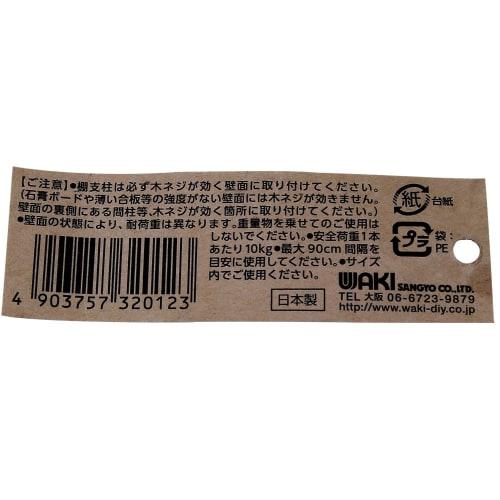 【ご注意】●棚支柱は必ず木ネジが効く壁面に取り付けてください。
(石膏ボードや薄い合板等の強度がない壁面には木ネジが効きません。
壁面の裏側にある間柱等、木ネジが効く箇所に取り付けてください。)
●壁面の状態により、耐荷重は異なります。重量物を乗せてのご使用は
しないでください。●安全荷重1本
あたり10kg●最大 90cm 間隔を
目安に使用してください。●サイズ
内でご使用ください。
4 903757 320123
日本製
紙 台紙
プラ 袋:
PE
WAKI SANGYO CO.,LTD.
TEL 大阪 06-6723-9879
http://www.waki-diy.co.jp